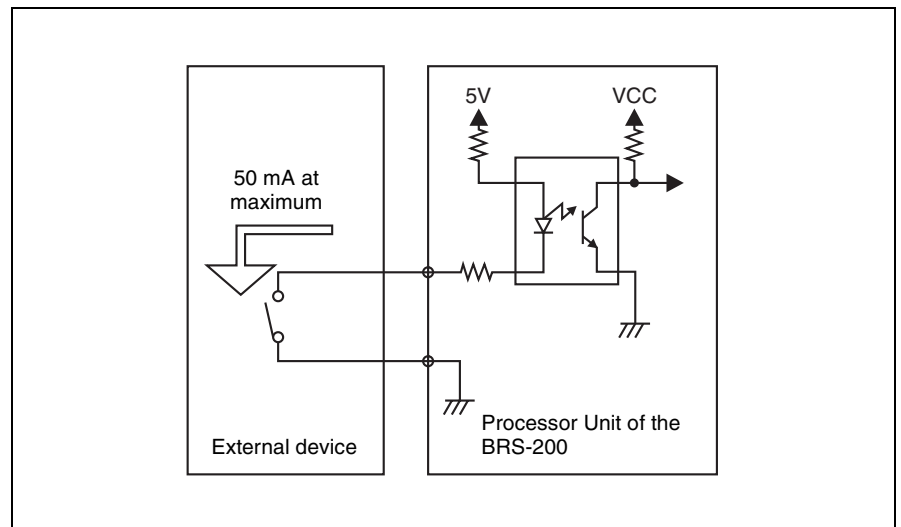 5V
VCC
50 mA at
maximum
Processor Unit of the
BRS-200
External device